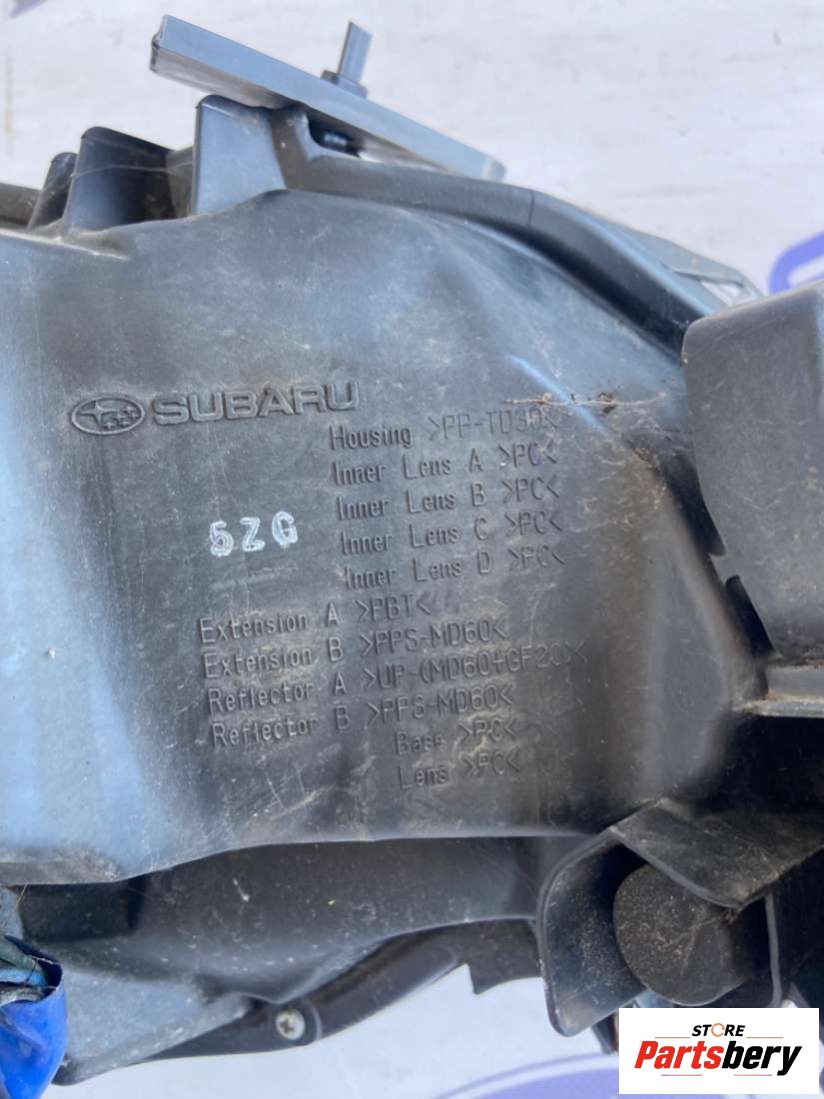 SUBARU
Housing >PP-TD30<
Inner Lens A >PC<
Inner Lens B >PC<
5ZG
Inner Lens C >PC<
Inner Lens D >PC<
Extension A >PBT<
Extension B >PPS-MD60<
Reflector A >UP-(MD60+GF20)<
Reflector B >PPS-MD60<
Base >PC<
Lens >PC<
STORE
Partsbery